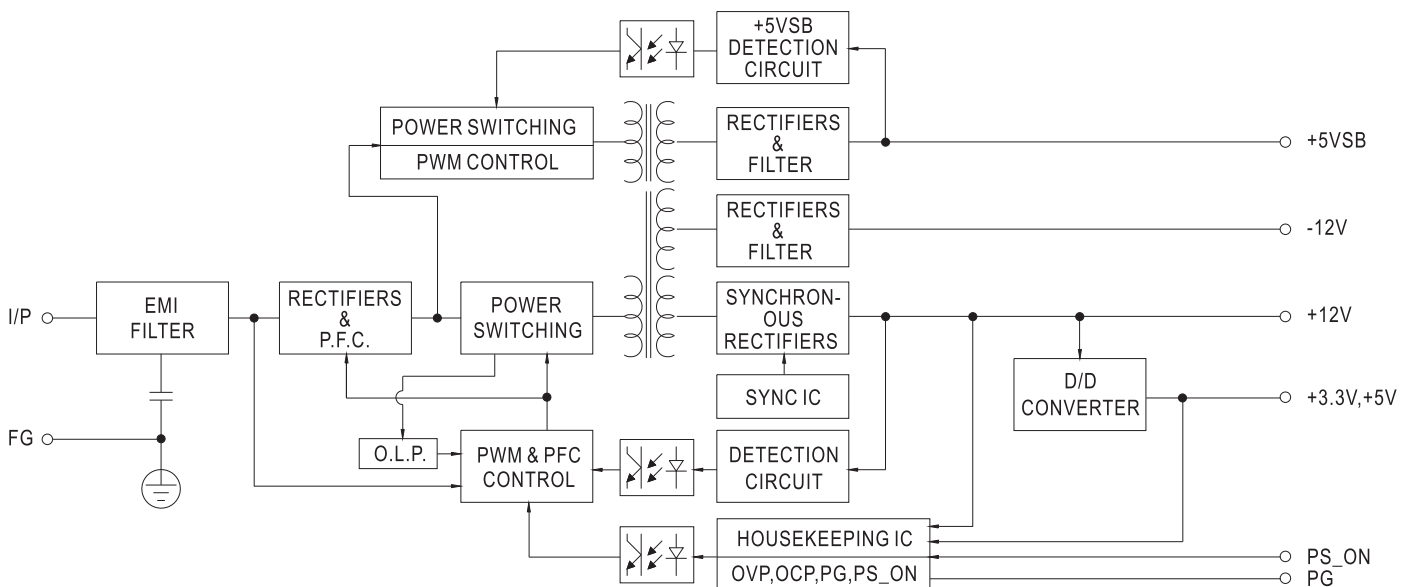 +5VSB
DETECTION
CIRCUIT
POWER SWITCHING
PWM CONTROL
RECTIFIERS
&
FILTER
+5VSB
RECTIFIERS
&
FILTER
-12V
I/P
EMI
FILTER
RECTIFIERS
&
P.F.C.
POWER
SWITCHING
SYNCHRON-
OUS
RECTIFIERS
+12V
SYNC IC
D/D
CONVERTER
+3.3V,+5V
FG
O.L.P.
PWM & PFC
CONTROL
DETECTION
CIRCUIT
HOUSEKEEPING IC
OVP,OCP,PG,PS_ON
PS_ON
PG